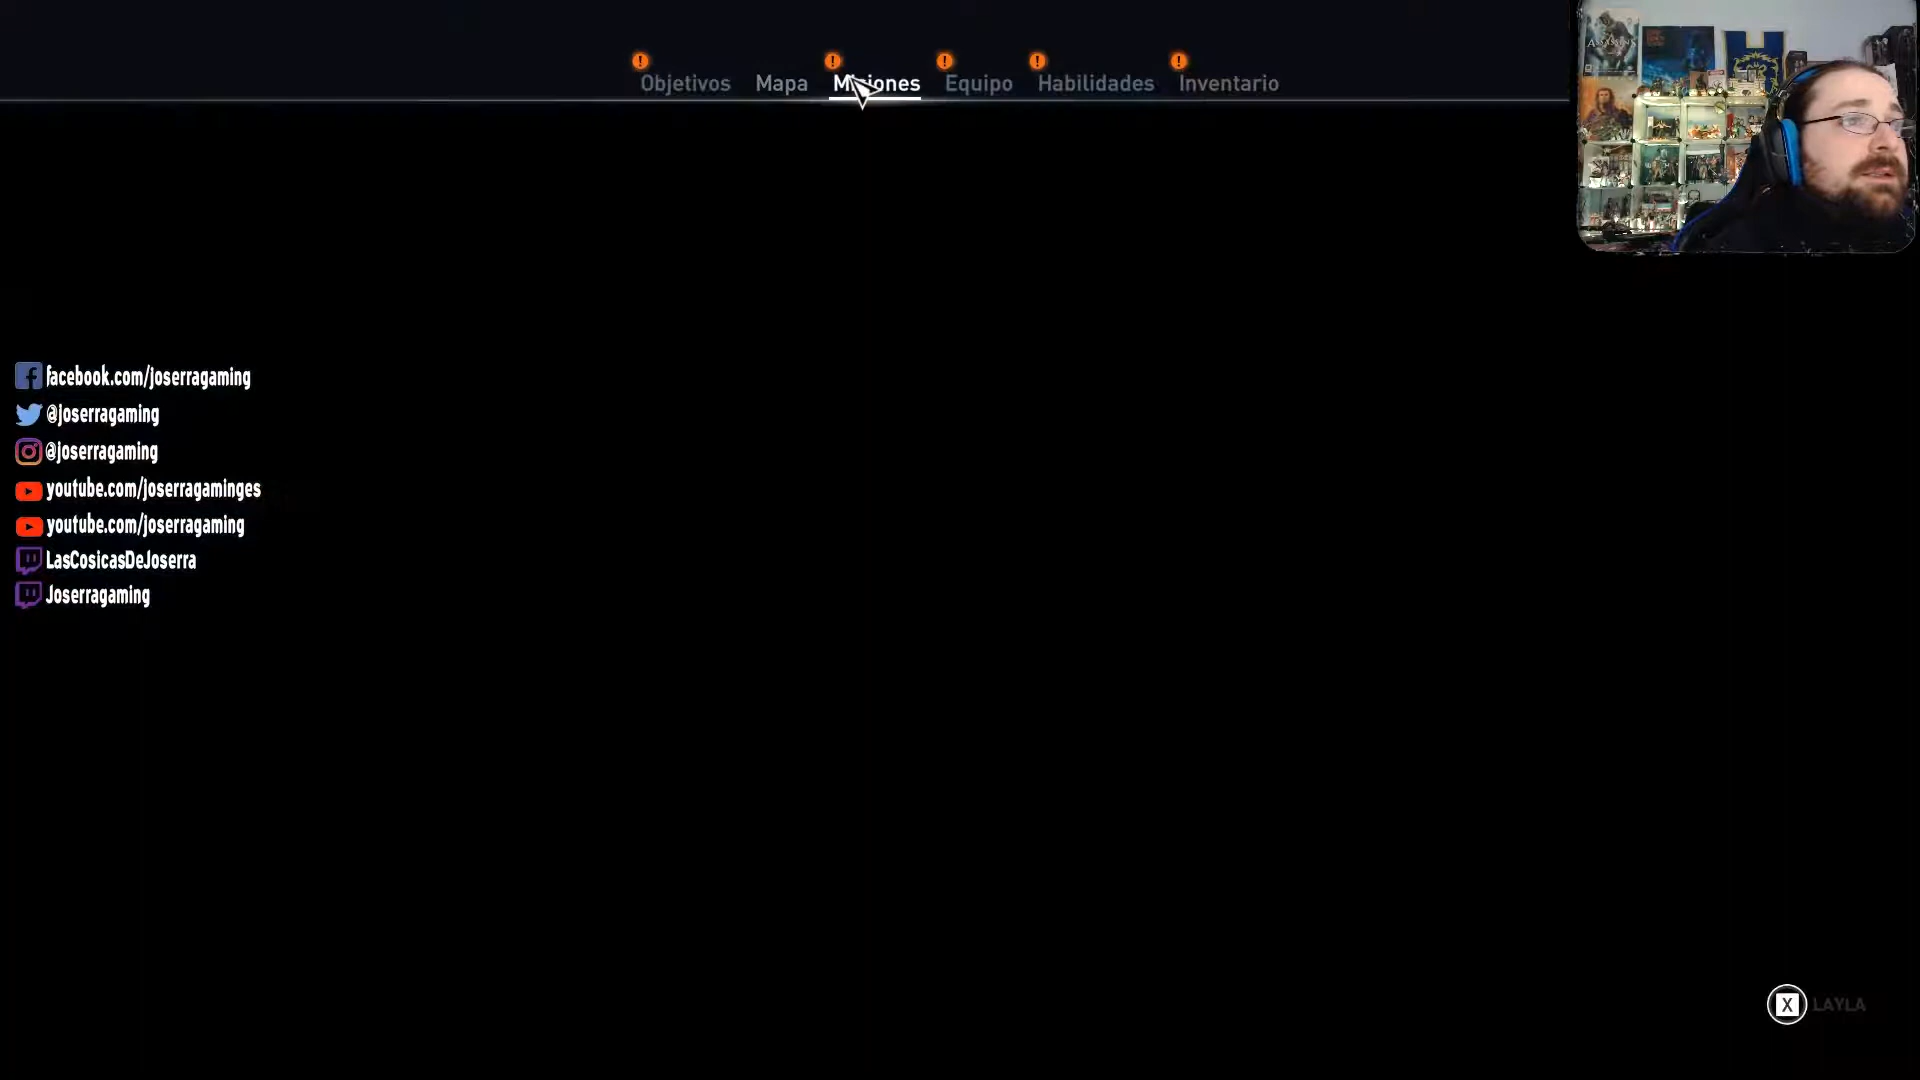 Objetivos Mapa Misiones Equipo Habilidades Inventario
ASSASSIN'S
facebook.com/joserragaming
@joserragaming
@joserragaming
youtube.com/joserragaminges
youtube.com/joserragaming
LasCosicasDeJoserra
Joserragaming
X LAYLA